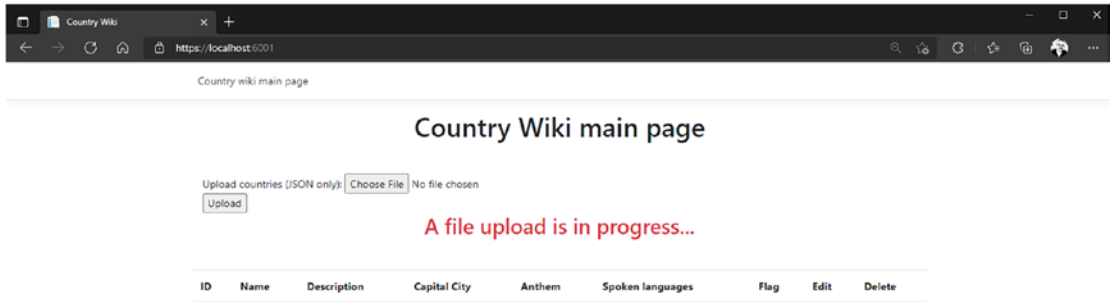 Country Wiki
https://localhost:6001
Country wiki main page
Country Wiki main page
Upload countries (JSON only): Choose File No file chosen
Upload
A file upload is in progress...
ID Name Description Capital City Anthem Spoken languages Flag Edit Delete